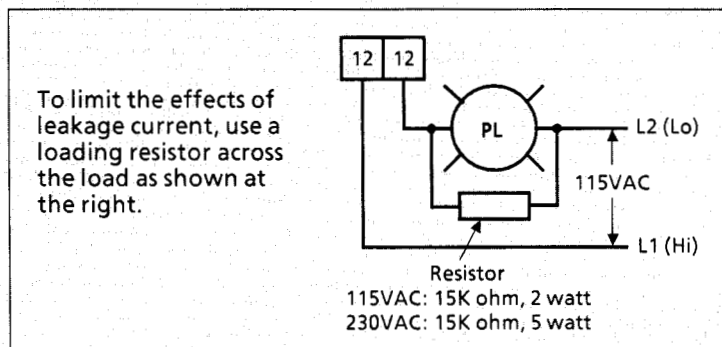 To limit the effects of
leakage current, use a
loading resistor across
the load as shown at
the right.
12 12
PL
L2 (Lo)
115VAC
L1 (Hi)
Resistor
115VAC: 15K ohm, 2 watt
230VAC: 15K ohm, 5 watt